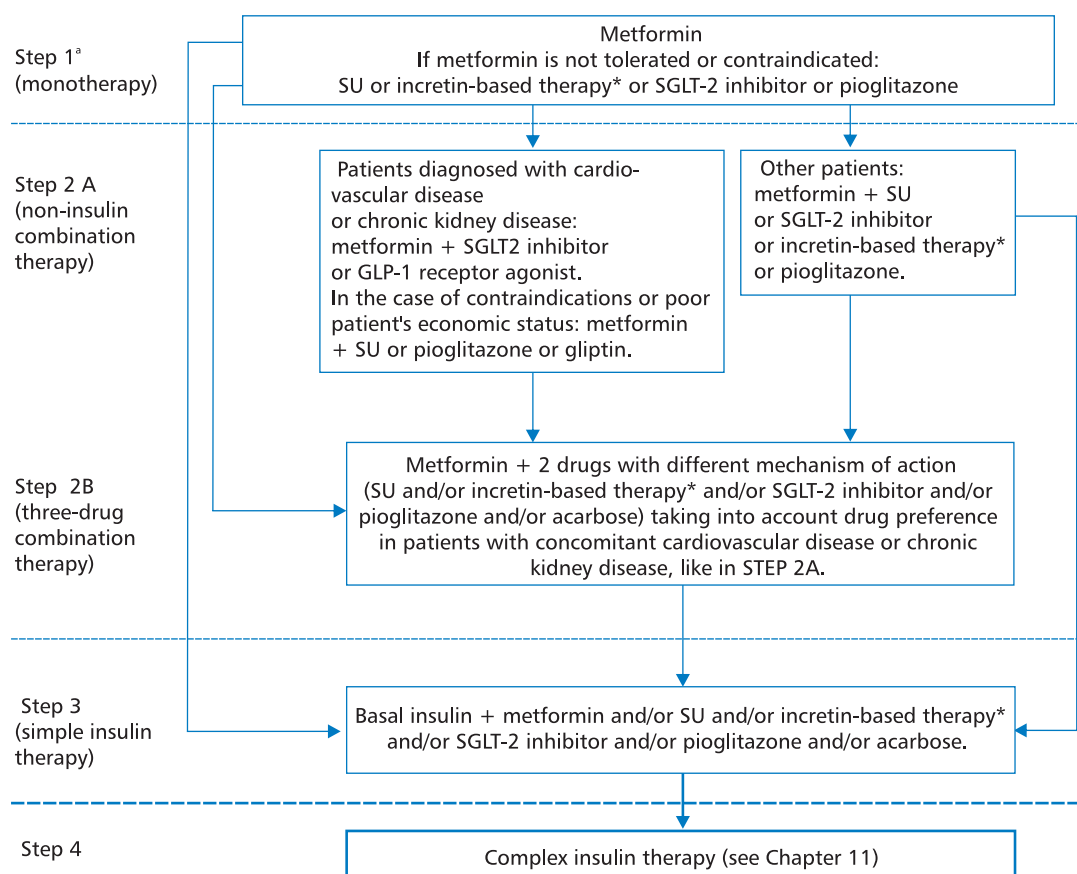 Step 1ª
(monotherapy)
Metformin
If metformin is not tolerated or contraindicated:
SU or incretin-based therapy* or SGLT-2 inhibitor or pioglitazone
Step 2 A
(non-insulin
combination
therapy)
Patients diagnosed with cardio-
vascular disease
or chronic kidney disease:
metformin + SGLT2 inhibitor
or GLP-1 receptor agonist.
In the case of contraindications or poor
patient's economic status: metformin
+ SU or pioglitazone or gliptin.
Other patients:
metformin + SU
or SGLT-2 inhibitor
or incretin-based therapy*
or pioglitazone.
Step 2B
(three-drug
combination
therapy)
Metformin + 2 drugs with different mechanism of action
(SU and/or incretin-based therapy* and/or SGLT-2 inhibitor and/or
pioglitazone and/or acarbose) taking into account drug preference
in patients with concomitant cardiovascular disease or chronic
kidney disease, like in STEP 2A.
Step 3
(simple insulin
therapy)
Basal insulin + metformin and/or SU and/or incretin-based therapy*
and/or SGLT-2 inhibitor and/or pioglitazone and/or acarbose.
Step 4
Complex insulin therapy (see Chapter 11)